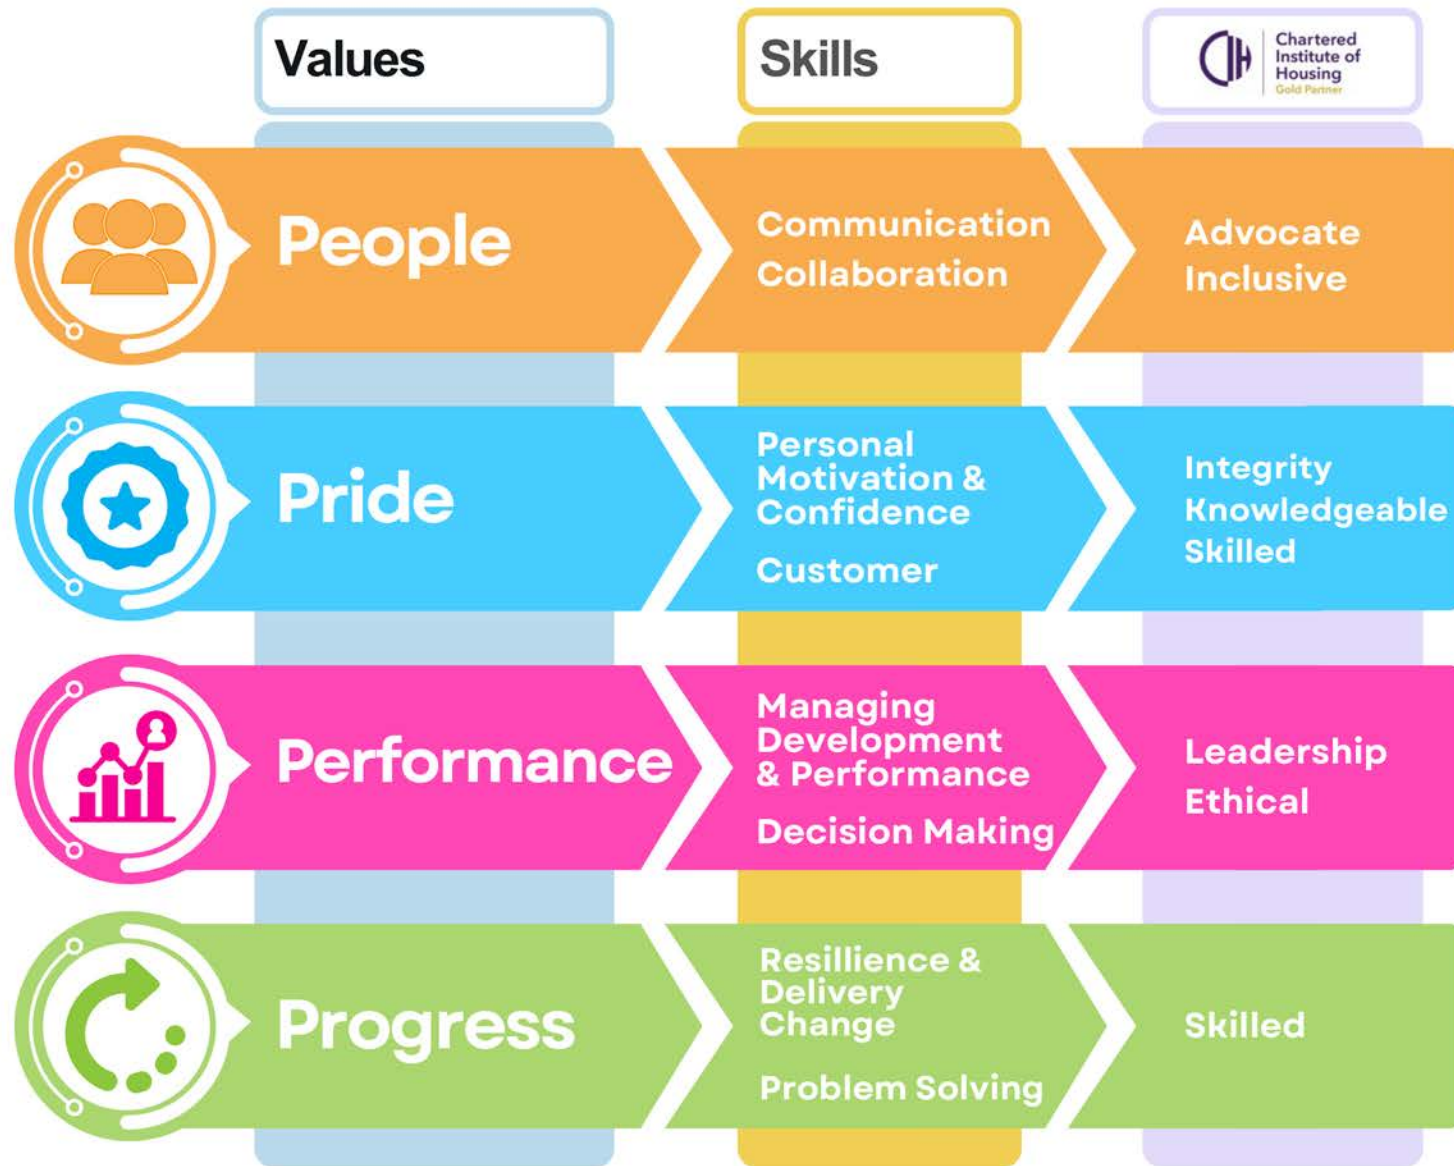 Values
Skills
Chartered
Institute of
Housing
Gold Partner
People
Communication
Collaboration
Advocate
Inclusive
Pride
Personal
Motivation &
Confidence
Customer
Integrity
Knowledgeable
Skilled
Performance
Managing
Development
& Performance
Decision Making
Leadership
Ethical
Progress
Resillience &
Delivery
Change
Problem Solving
Skilled